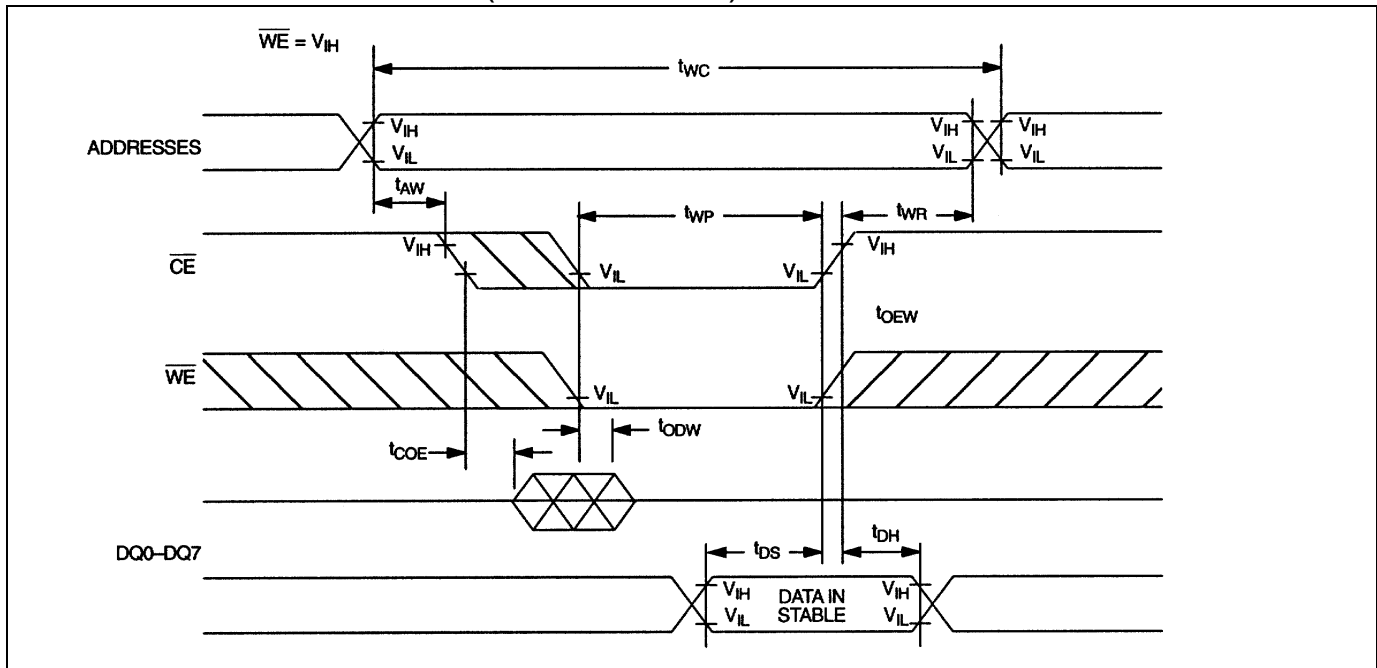 WE = VIH
tWC
ADDRESSES
VIH
VIL
VIH
VIL
VIH
VIL
tAW
tWP
tWR
CE
VIH
VIL
VIL
VIH
tOEW
WE
VIL
VIL
tODW
tCOE
DQ0–DQ7
tDS
tDH
VIH
VIL
DATA IN
STABLE
VIH
VIL